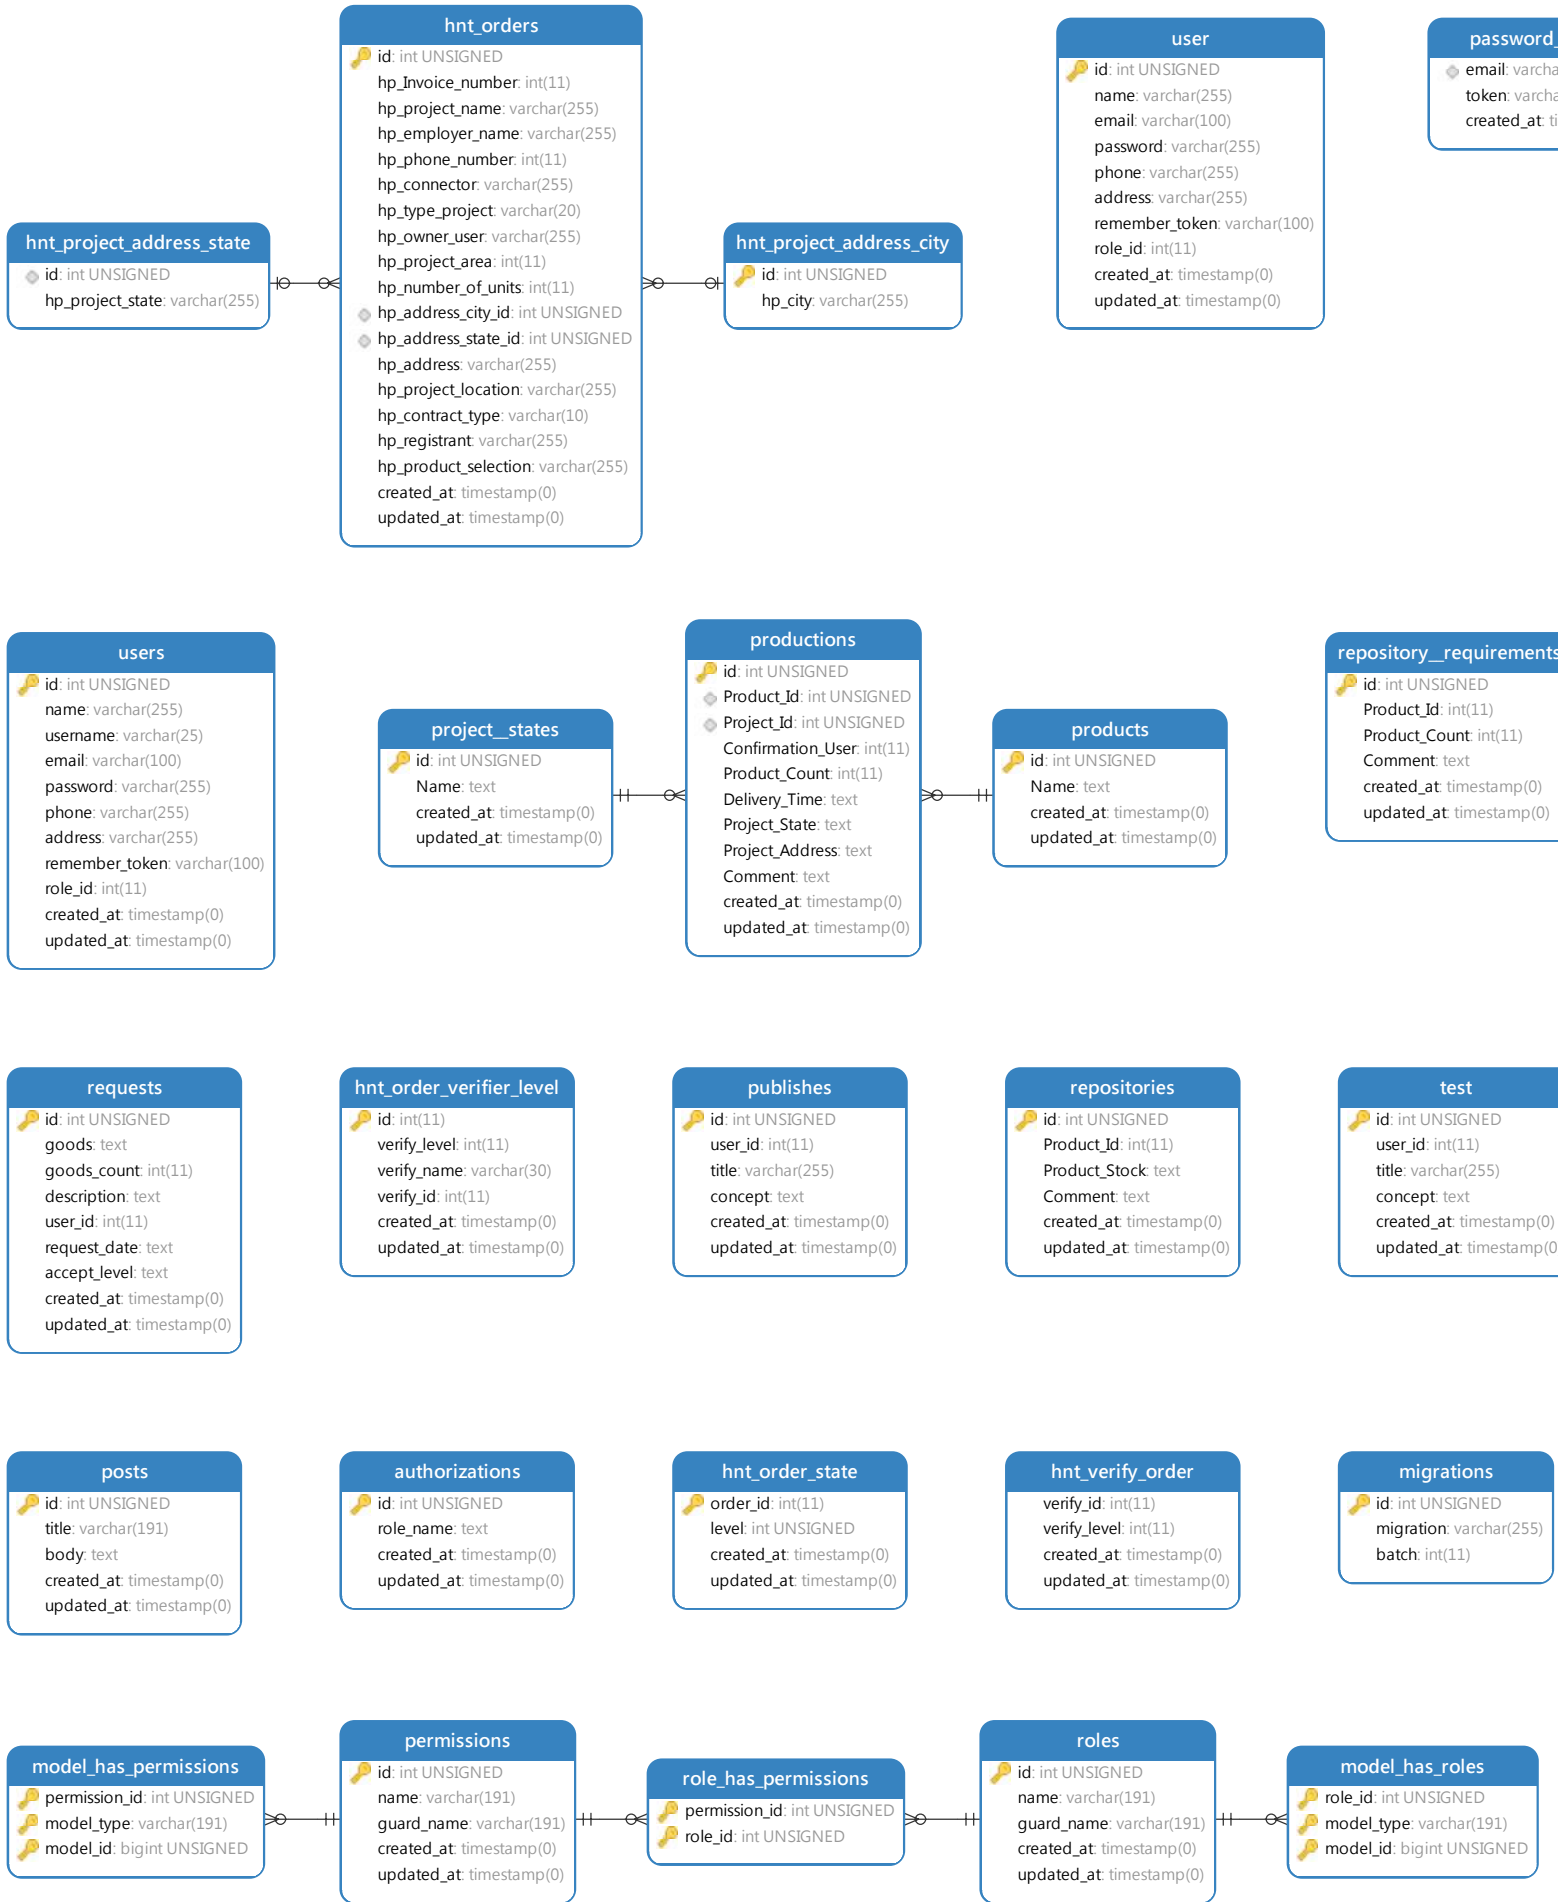 hnt_orders
id: int UNSIGNED
hp_Invoice_number: int(11)
hp_project_name: varchar(255)
hp_employer_name: varchar(255)
hp_phone_number: int(11)
hp_connector: varchar(255)
hp_type_project: varchar(20)
hp_owner_user: varchar(255)
hp_project_area: int(11)
hp_number_of_units: int(11)
hp_address_city_id: int UNSIGNED
hp_address_state_id: int UNSIGNED
hp_address: varchar(255)
hp_project_location: varchar(255)
hp_contract_type: varchar(10)
hp_registrant: varchar(255)
hp_product_selection: varchar(255)
created_at: timestamp(0)
updated_at: timestamp(0)
user
id: int UNSIGNED
name: varchar(255)
email: varchar(100)
password: varchar(255)
phone: varchar(255)
address: varchar(255)
remember_token: varchar(100)
role_id: int(11)
created_at: timestamp(0)
updated_at: timestamp(0)
password_
email: varcha
token: varcha
created_at: ti
hnt_project_address_state
id: int UNSIGNED
hp_project_state: varchar(255)
hnt_project_address_city
id: int UNSIGNED
hp_city: varchar(255)
users
id: int UNSIGNED
name: varchar(255)
username: varchar(25)
email: varchar(100)
password: varchar(255)
phone: varchar(255)
address: varchar(255)
remember_token: varchar(100)
role_id: int(11)
created_at: timestamp(0)
updated_at: timestamp(0)
project__states
id: int UNSIGNED
Name: text
created_at: timestamp(0)
updated_at: timestamp(0)
productions
id: int UNSIGNED
Product_Id: int UNSIGNED
Project_Id: int UNSIGNED
Confirmation_User: int(11)
Product_Count: int(11)
Delivery_Time: text
Project_State: text
Project_Address: text
Comment: text
created_at: timestamp(0)
updated_at: timestamp(0)
products
id: int UNSIGNED
Name: text
created_at: timestamp(0)
updated_at: timestamp(0)
repository__requirements
id: int UNSIGNED
Product_Id: int(11)
Product_Count: int(11)
Comment: text
created_at: timestamp(0)
updated_at: timestamp(0)
requests
id: int UNSIGNED
goods: text
goods_count: int(11)
description: text
user_id: int(11)
request_date: text
accept_level: text
created_at: timestamp(0)
updated_at: timestamp(0)
hnt_order_verifier_level
id: int(11)
verify_level: int(11)
verify_name: varchar(30)
verify_id: int(11)
created_at: timestamp(0)
updated_at: timestamp(0)
publishes
id: int UNSIGNED
user_id: int(11)
title: varchar(255)
concept: text
created_at: timestamp(0)
updated_at: timestamp(0)
repositories
id: int UNSIGNED
Product_Id: int(11)
Product_Stock: text
Comment: text
created_at: timestamp(0)
updated_at: timestamp(0)
test
id: int UNSIGNED
user_id: int(11)
title: varchar(255)
concept: text
created_at: timestamp(0)
updated_at: timestamp(0
posts
id: int UNSIGNED
title: varchar(191)
body: text
created_at: timestamp(0)
updated_at: timestamp(0)
authorizations
id: int UNSIGNED
role_name: text
created_at: timestamp(0)
updated_at: timestamp(0)
hnt_order_state
order_id: int(11)
level: int UNSIGNED
created_at: timestamp(0)
updated_at: timestamp(0)
hnt_verify_order
verify_id: int(11)
verify_level: int(11)
created_at: timestamp(0)
updated_at: timestamp(0)
migrations
id: int UNSIGNED
migration: varchar(255)
batch: int(11)
model_has_permissions
permission_id: int UNSIGNED
model_type: varchar(191)
model_id: bigint UNSIGNED
permissions
id: int UNSIGNED
name: varchar(191)
guard_name: varchar(191)
created_at: timestamp(0)
updated_at: timestamp(0)
role_has_permissions
permission_id: int UNSIGNED
role_id: int UNSIGNED
roles
id: int UNSIGNED
name: varchar(191)
guard_name: varchar(191)
created_at: timestamp(0)
updated_at: timestamp(0)
model_has_roles
role_id: int UNSIGNED
model_type: varchar(191)
model_id: bigint UNSIGNED